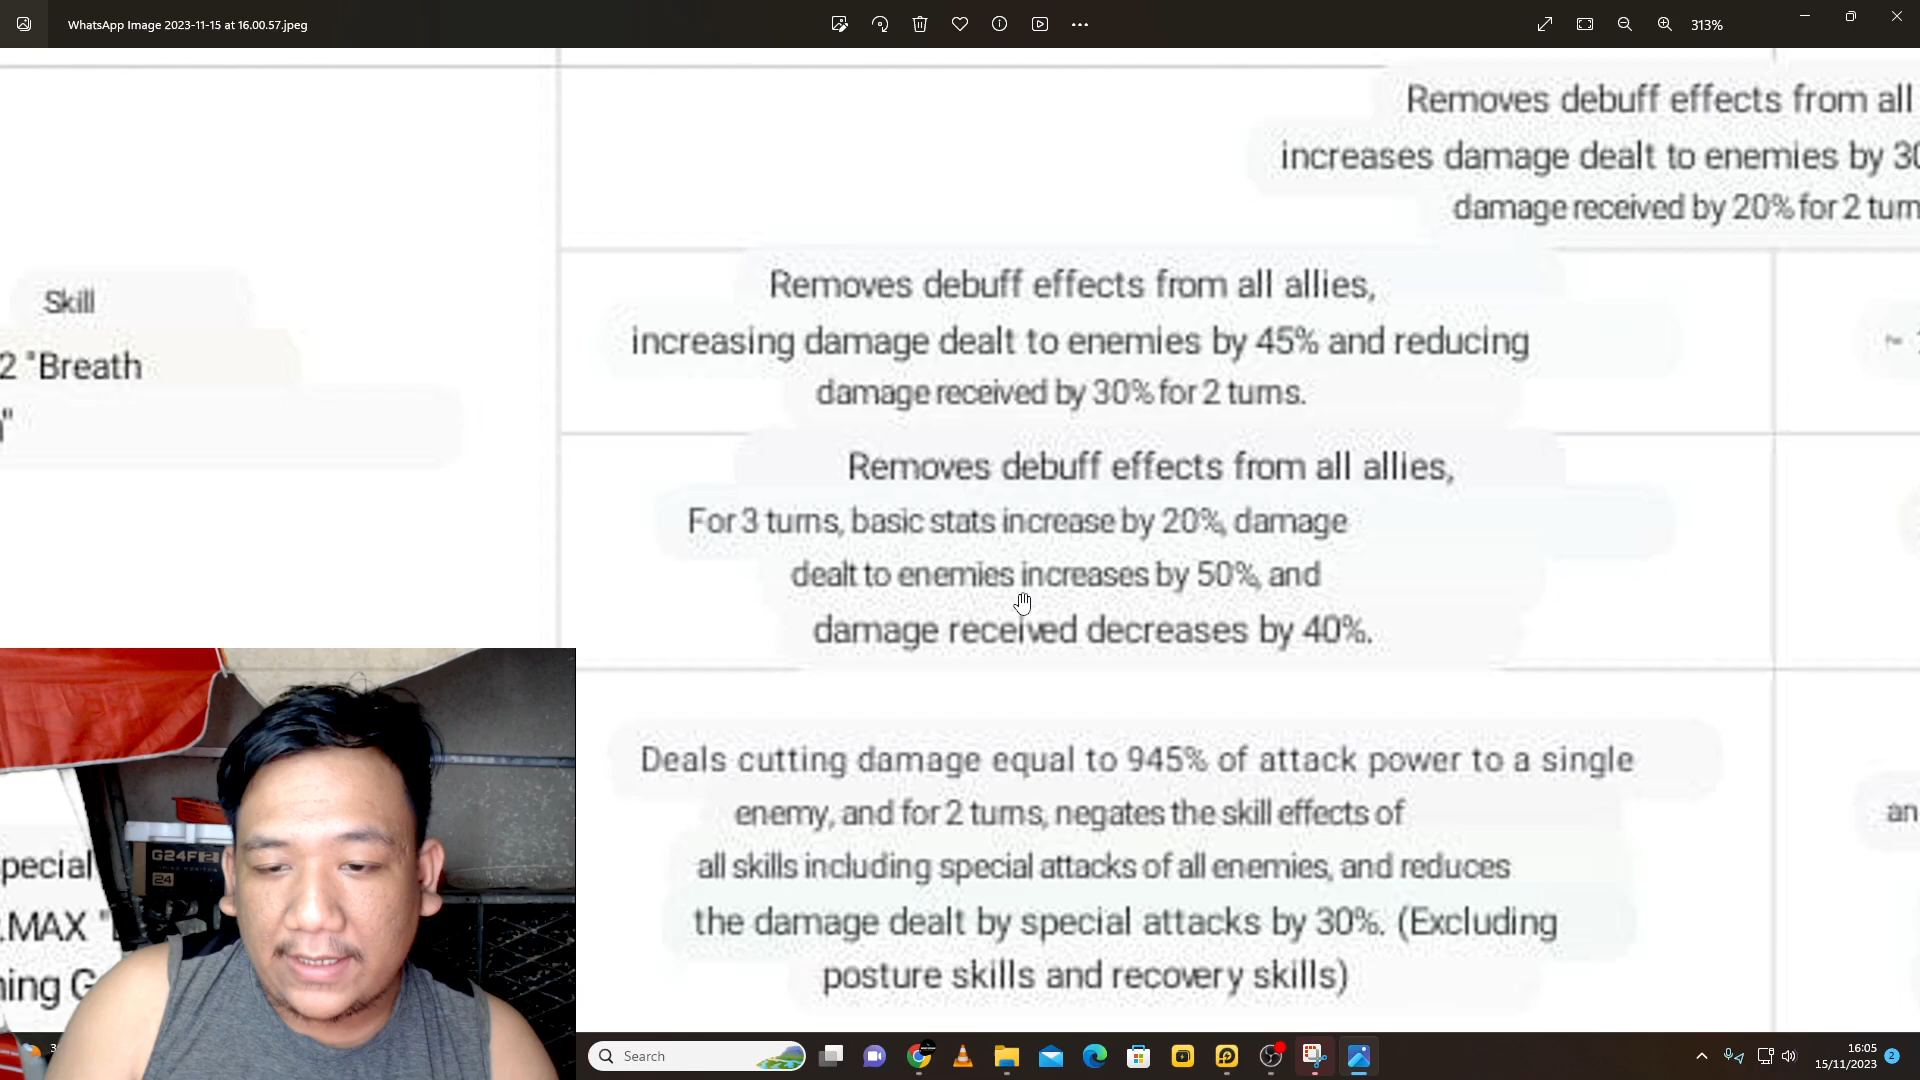 WhatsApp Image 2023-11-15 at 16.00.57.jpeg
313%
Removes debuff effects from all
increases damage dealt to enemies by 30
damage received by 20% for 2 turn
Skill
2 "Breath
"
Removes debuff effects from all allies,
increasing damage dealt to enemies by 45% and reducing
damage received by 30% for 2 turns.
~
Removes debuff effects from all allies,
For 3 turns, basic stats increase by 20%, damage
dealt to enemies increases by 50%, and
damage received decreases by 40%.
Deals cutting damage equal to 945% of attack power to a single
enemy, and for 2 turns, negates the skill effects of
all skills including special attacks of all enemies, and reduces
the damage dealt by special attacks by 30%. (Excluding
posture skills and recovery skills)
an
pecial
.MAX "
ning G
G24F 2
24
Search
16:05
15/11/2023
2